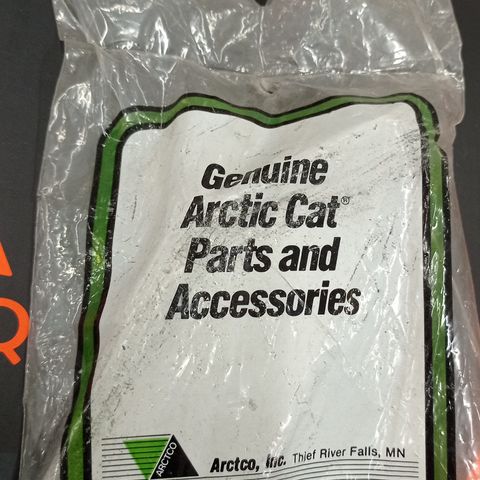 Genuine
Arctic Cat®
Parts and
Accessories
ARCTCO
Arctco, Inc. Thief River Falls, MN